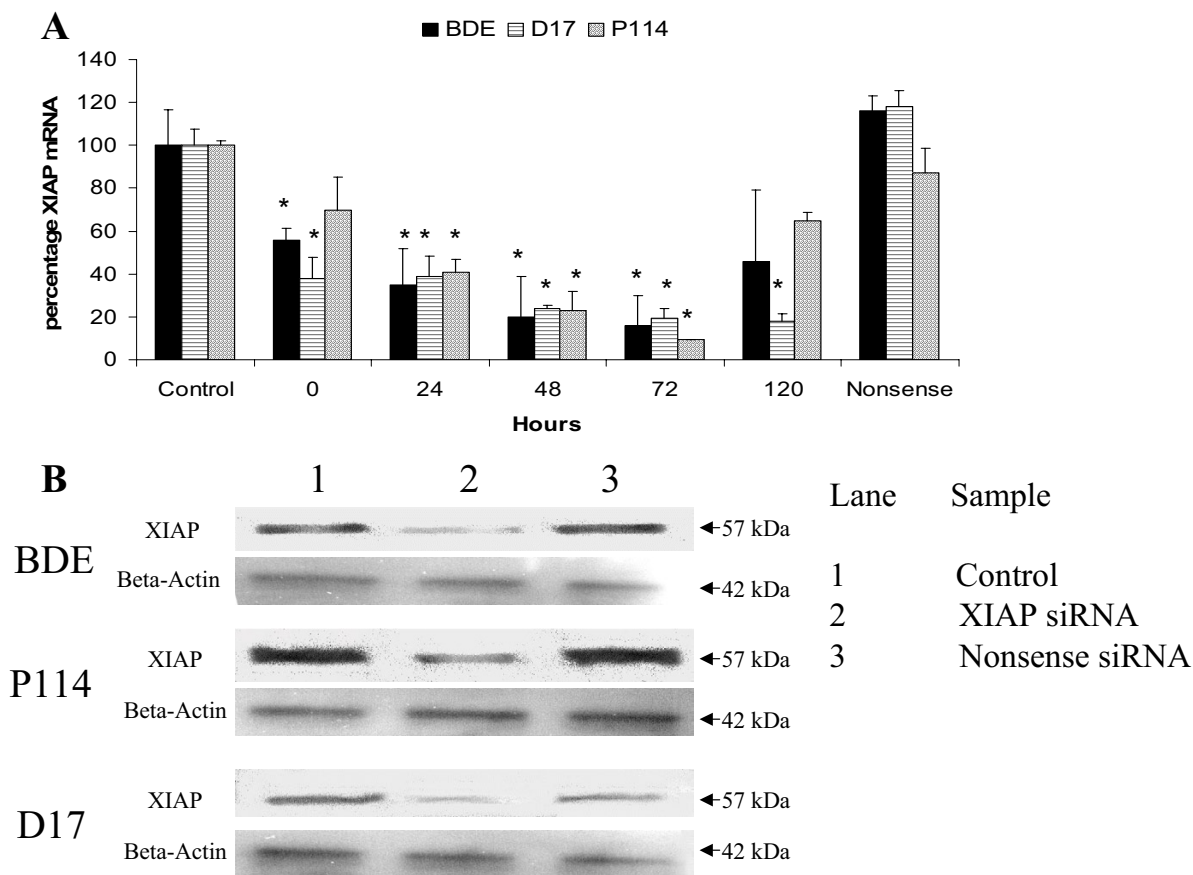 A
BDE D17 P114
percentage XIAP mRNA
140
120
100
80
60
40
20
0
* * * * * * * * * * * *
Control 0 24 48 72 120 Nonsense
Hours
B
1 2 3
Lane Sample
BDE
XIAP
57 kDa
Beta-Actin
42 kDa
1 Control
2 XIAP siRNA
3 Nonsense siRNA
P114
XIAP
57 kDa
Beta-Actin
42 kDa
D17
XIAP
57 kDa
Beta-Actin
42 kDa